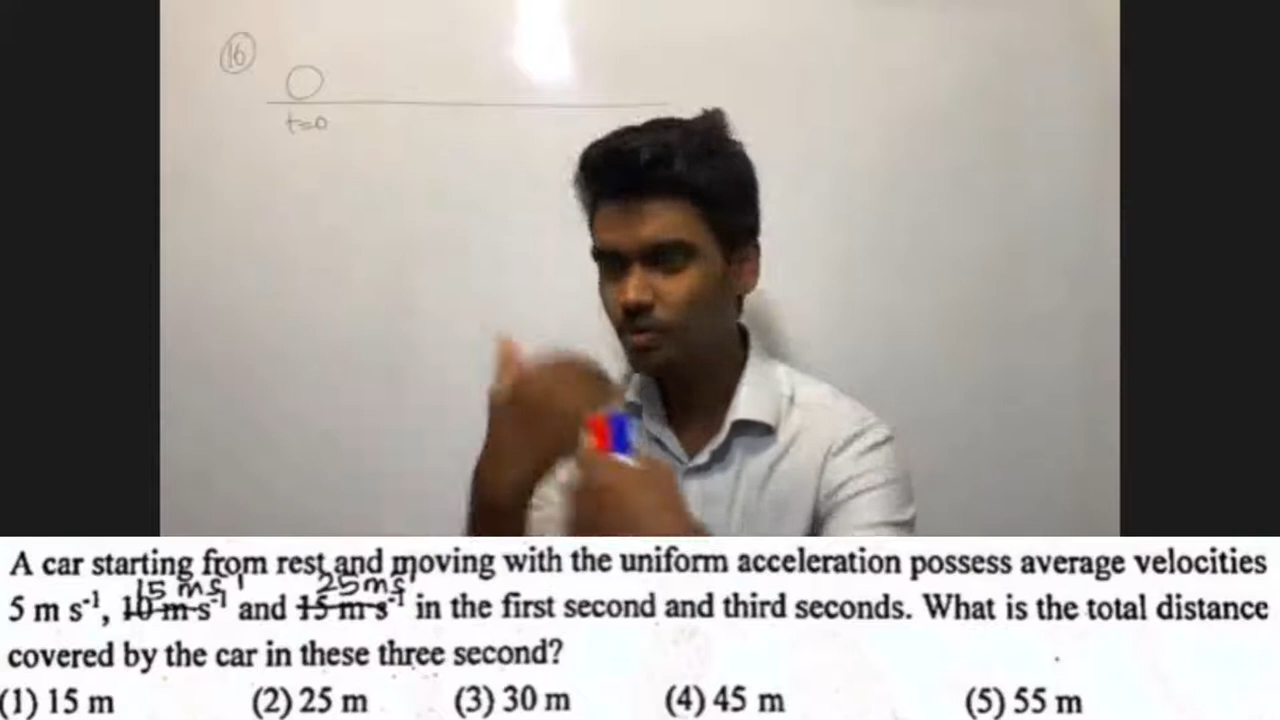 16
t=0
A car starting from rest and moving with the uniform acceleration possess average velocities
15 ms⁻¹ 25ms⁻¹
5 m s⁻¹, 10 m s⁻¹ and 15 m s⁻¹ in the first second and third seconds. What is the total distance
covered by the car in these three second?
(1) 15 m (2) 25 m (3) 30 m (4) 45 m (5) 55 m